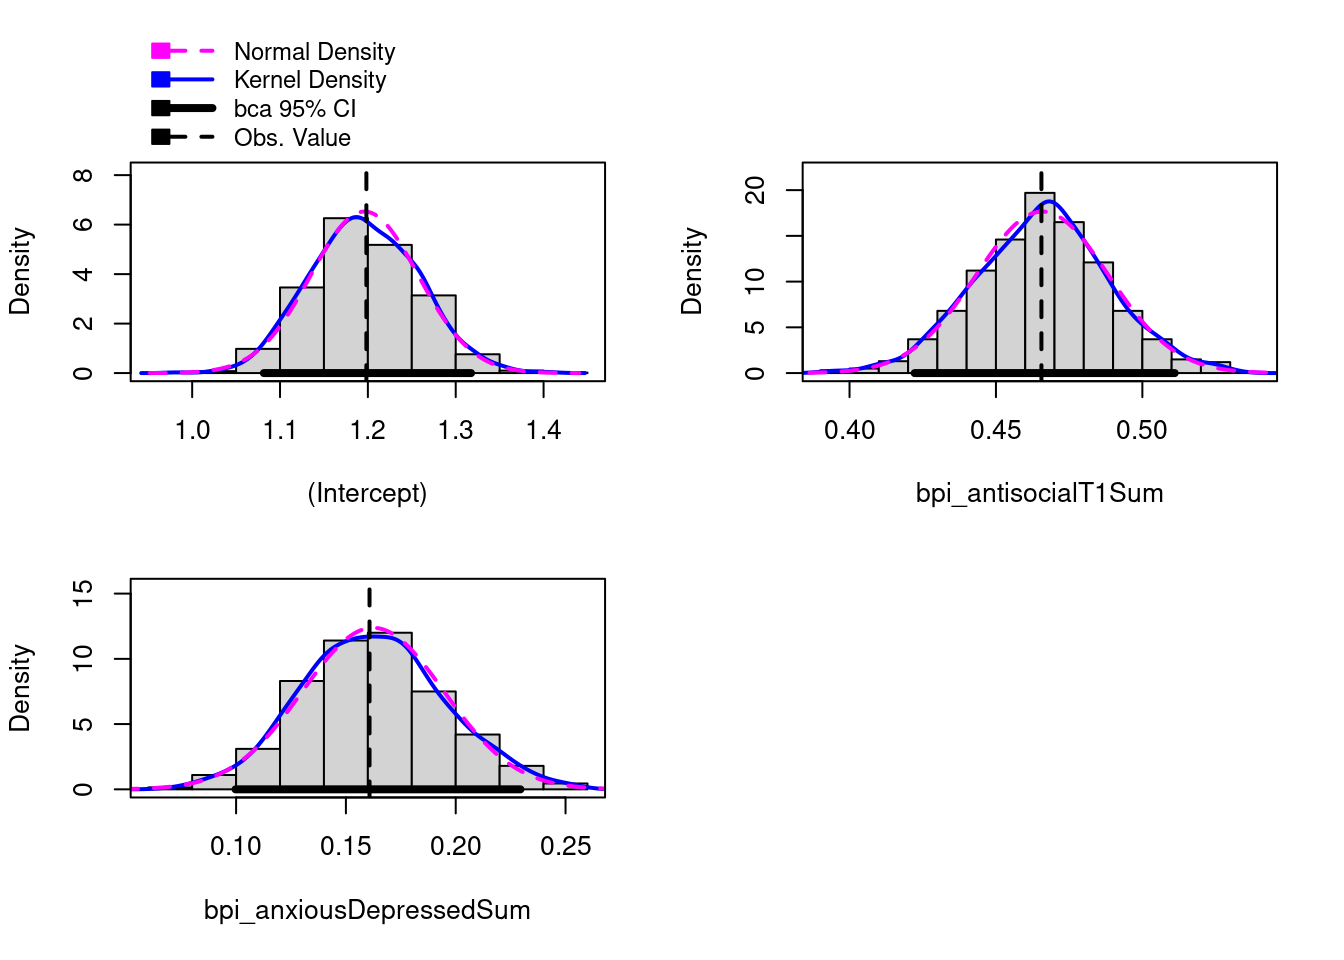 Normal Density
Kernel Density
bca 95% CI
Obs. Value
Density
0 2 4 6 8
1.0 1.1 1.2 1.3 1.4
(Intercept)
Density
0 5 10 20
0.40 0.45 0.50
bpi_antisocialT1Sum
Density
0 5 10 15
0.10 0.15 0.20 0.25
bpi_anxiousDepressedSum